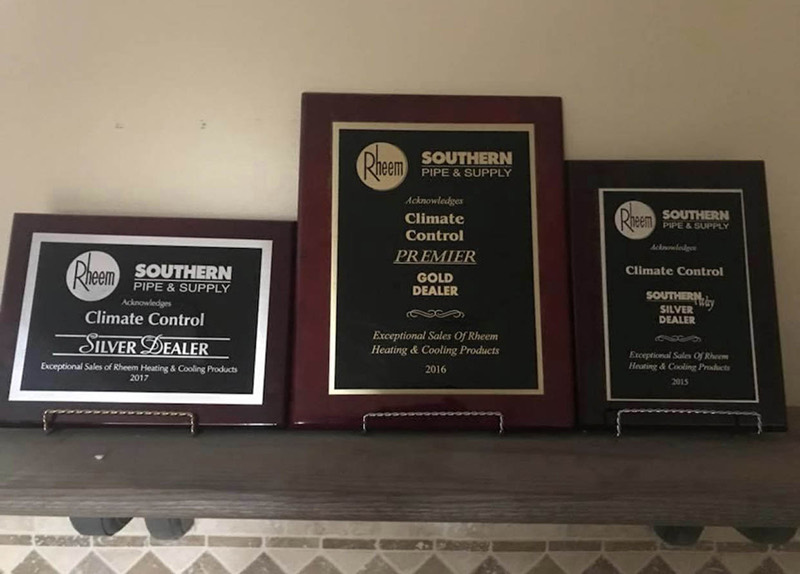 Rheem
SOUTHERN
PIPE & SUPPLY
Acknowledges
Climate Control
SILVER DEALER
Exceptional Sales of Rheem Heating & Cooling Products
2017
Rheem
SOUTHERN
PIPE & SUPPLY
Acknowledges
Climate
Control
PREMIER
GOLD
DEALER
Exceptional Sales Of Rheem
Heating & Cooling Products
2016
Rheem
SOUTHERN
PIPE & SUPPLY
Acknowledges
Climate Control
SOUTHERN Way
SILVER
DEALER
Exceptional Sales Of Rheem
Heating & Cooling Products
2015